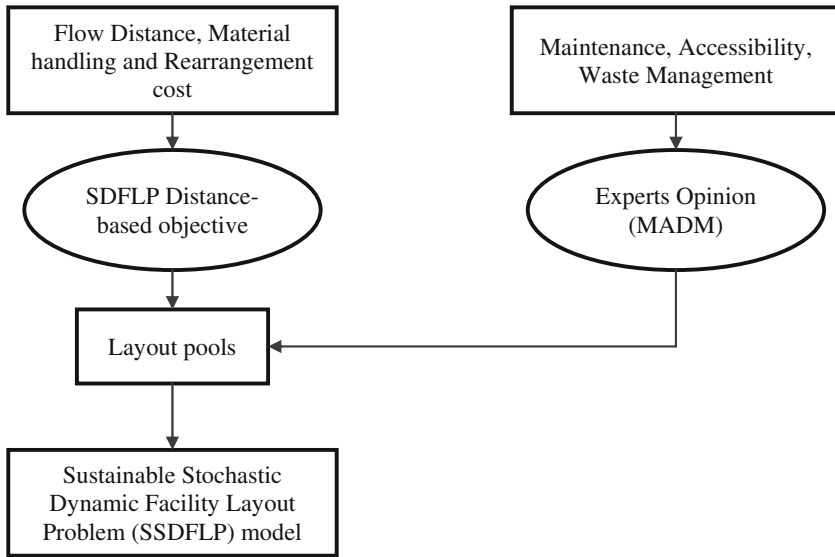 Flow Distance, Material
handling and Rearrangement
cost
Maintenance, Accessibility,
Waste Management
SDFLP Distance-
based objective
Experts Opinion
(MADM)
Layout pools
Sustainable Stochastic
Dynamic Facility Layout
Problem (SSDFLP) model